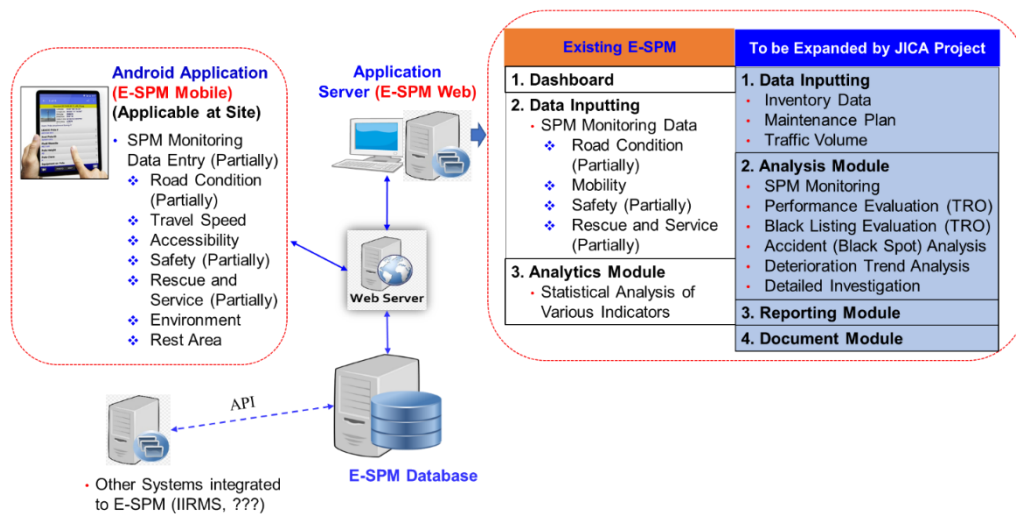 Android Application
(E-SPM Mobile)
(Applicable at Site)
• SPM Monitoring
Data Entry (Partially)
❖ Road Condition
(Partially)
❖ Travel Speed
❖ Accessibility
❖ Safety (Partially)
❖ Rescue and
Service (Partially)
❖ Environment
❖ Rest Area
Application
Server (E-SPM Web)
Web Server
API
E-SPM Database
• Other Systems integrated
to E-SPM (IIRMS, ???)
Existing E-SPM
1. Dashboard
2. Data Inputting
• SPM Monitoring Data
❖ Road Condition
(Partially)
❖ Mobility
❖ Safety (Partially)
❖ Rescue and Service
(Partially)
3. Analytics Module
• Statistical Analysis of
Various Indicators
To be Expanded by JICA Project
1. Data Inputting
• Inventory Data
• Maintenance Plan
• Traffic Volume
2. Analysis Module
• SPM Monitoring
• Performance Evaluation (TRO)
• Black Listing Evaluation (TRO)
• Accident (Black Spot) Analysis
• Deterioration Trend Analysis
• Detailed Investigation
3. Reporting Module
4. Document Module